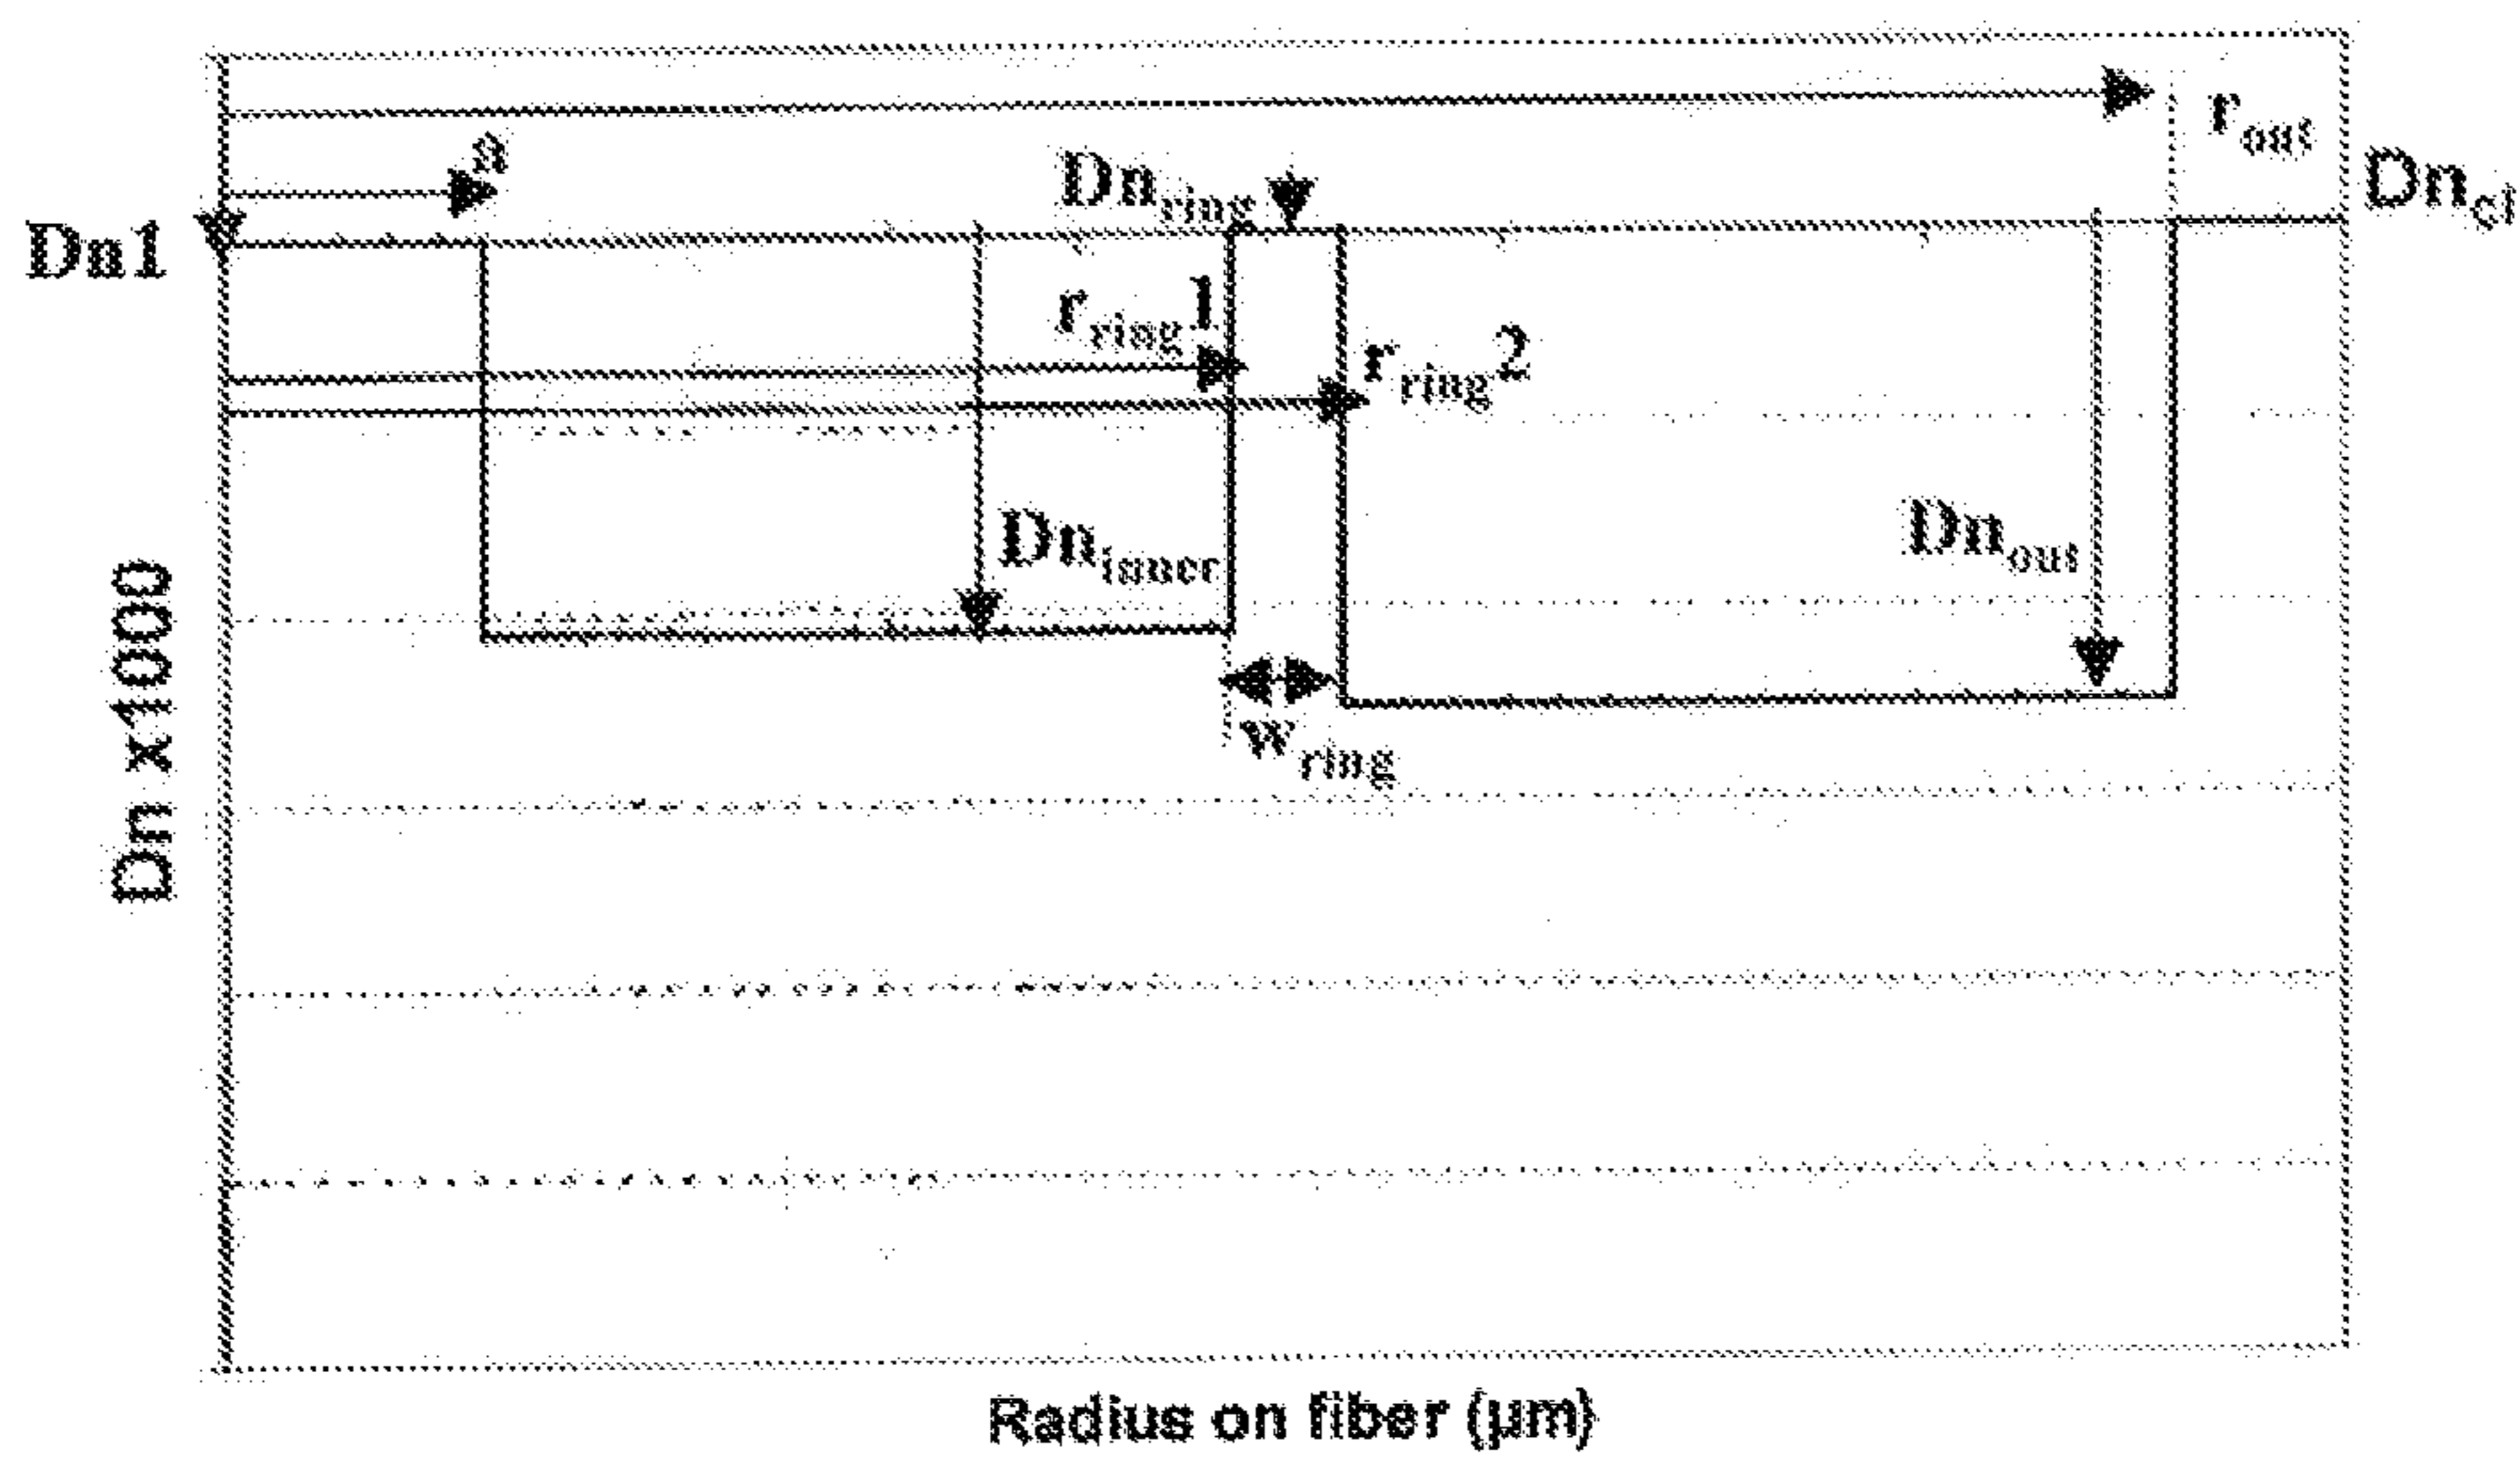 r_out
a
Dn_ring
Dn_cl
Dn1
r_ring1
r_ring2
Dn_inner
Dn_out
w_ring
Dn x1000
Radius on fiber (µm)